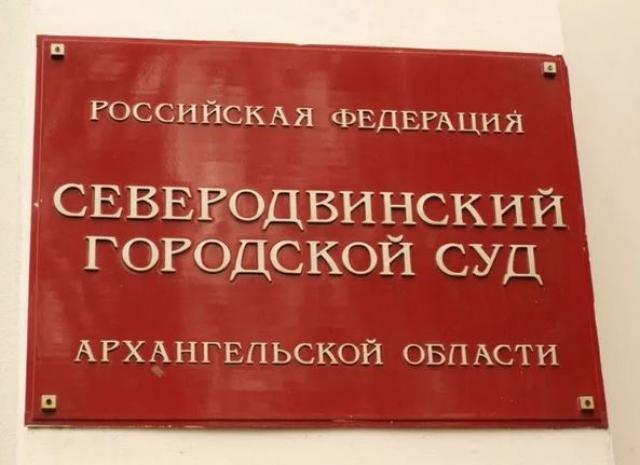 РОССИЙСКАЯ ФЕДЕРАЦИЯ
СЕВЕРОДВИНСКИЙ
ГОРОДСКОЙ СУД
АРХАНГЕЛЬСКОЙ ОБЛАСТИ